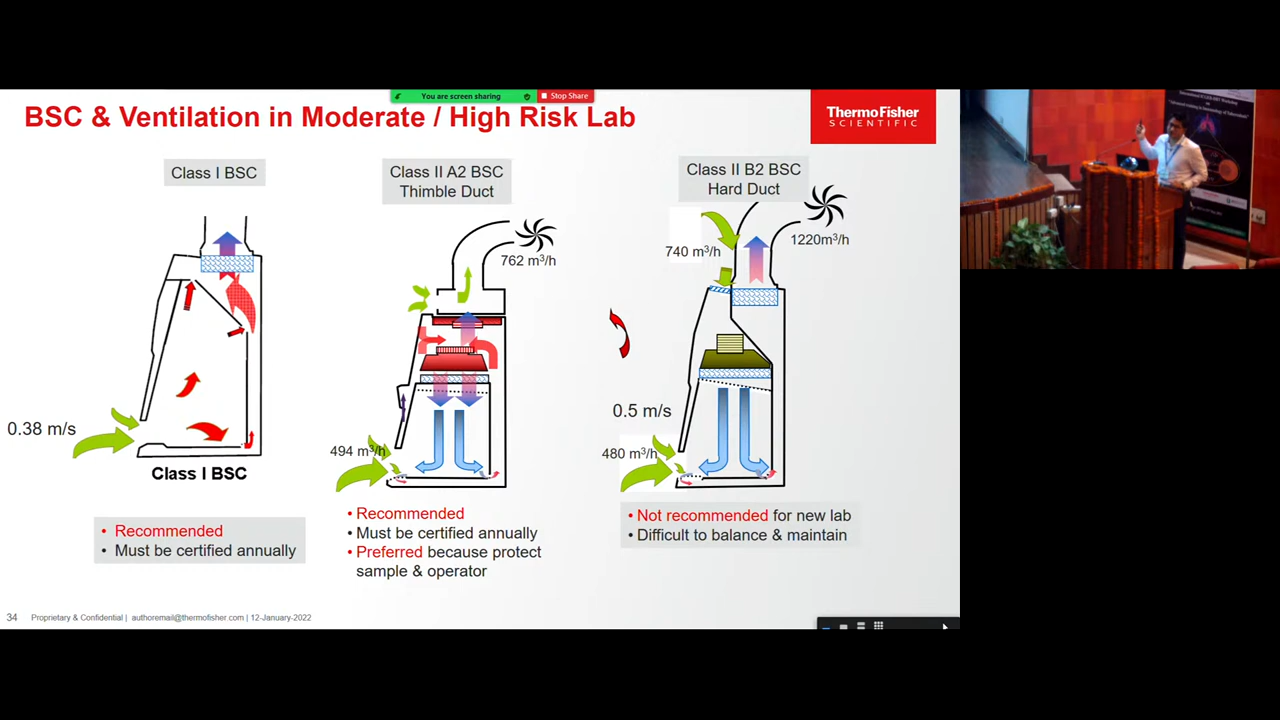 You are screen sharing
Stop Share
BSC & Ventilation in Moderate / High Risk Lab
ThermoFisher
SCIENTIFIC
Class I BSC
Class II A2 BSC
Thimble Duct
Class II B2 BSC
Hard Duct
762 m³/h
740 m³/h
1220m³/h
0.38 m/s
494 m³/h
0.5 m/s
480 m³/h
Class I BSC
• Recommended
• Must be certified annually
• Recommended
• Must be certified annually
• Preferred because protect
sample & operator
• Not recommended for new lab
• Difficult to balance & maintain
34 Proprietary & Confidential | authoremail@thermofisher.com | 12-January-2022